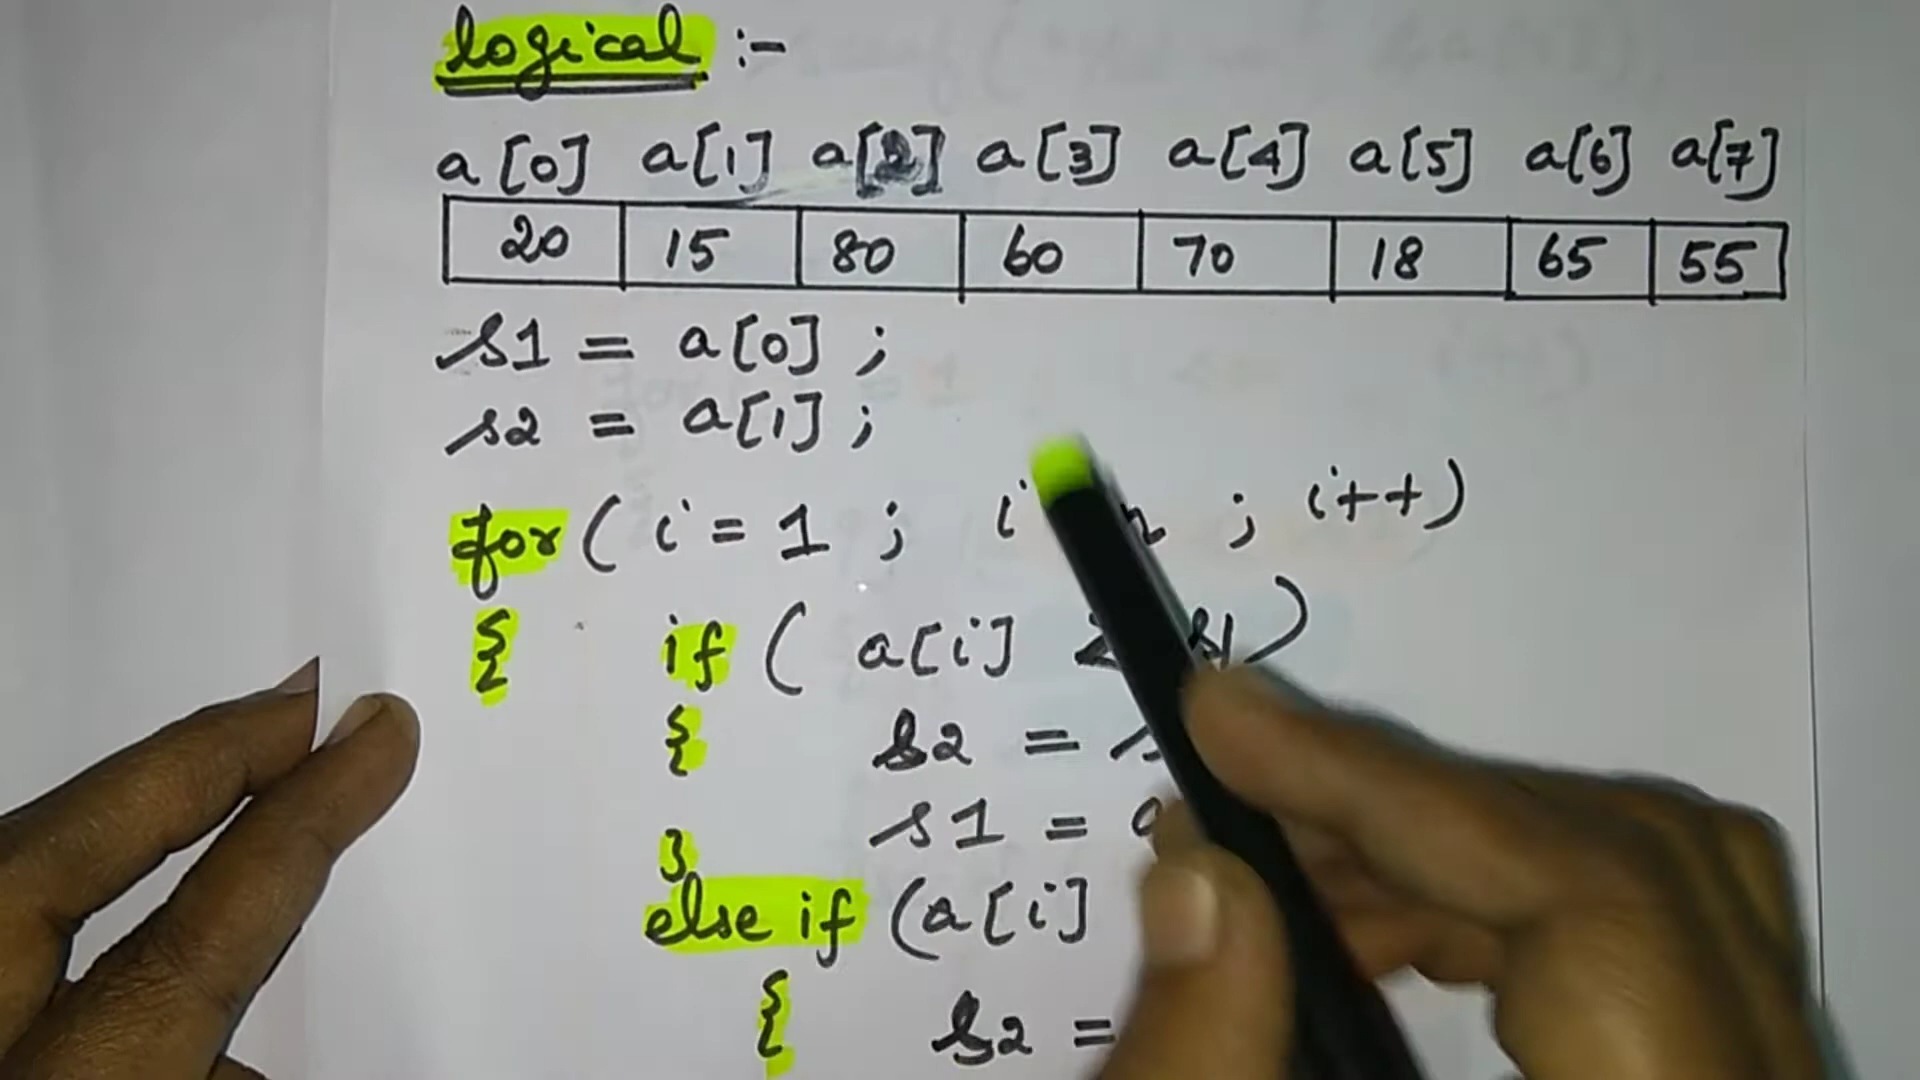 logical :-
a[0] a[1] a[2] a[3] a[4] a[5] a[6] a[7]
20 15 80 60 70 18 65 55
s1 = a[0] ;
s2 = a[1] ;
for ( i = 1 ; i n ; i++ )
{ if ( a[i] < s1 )
{ s2 =
s1 =
}
else if ( a[i]
{ s2 =